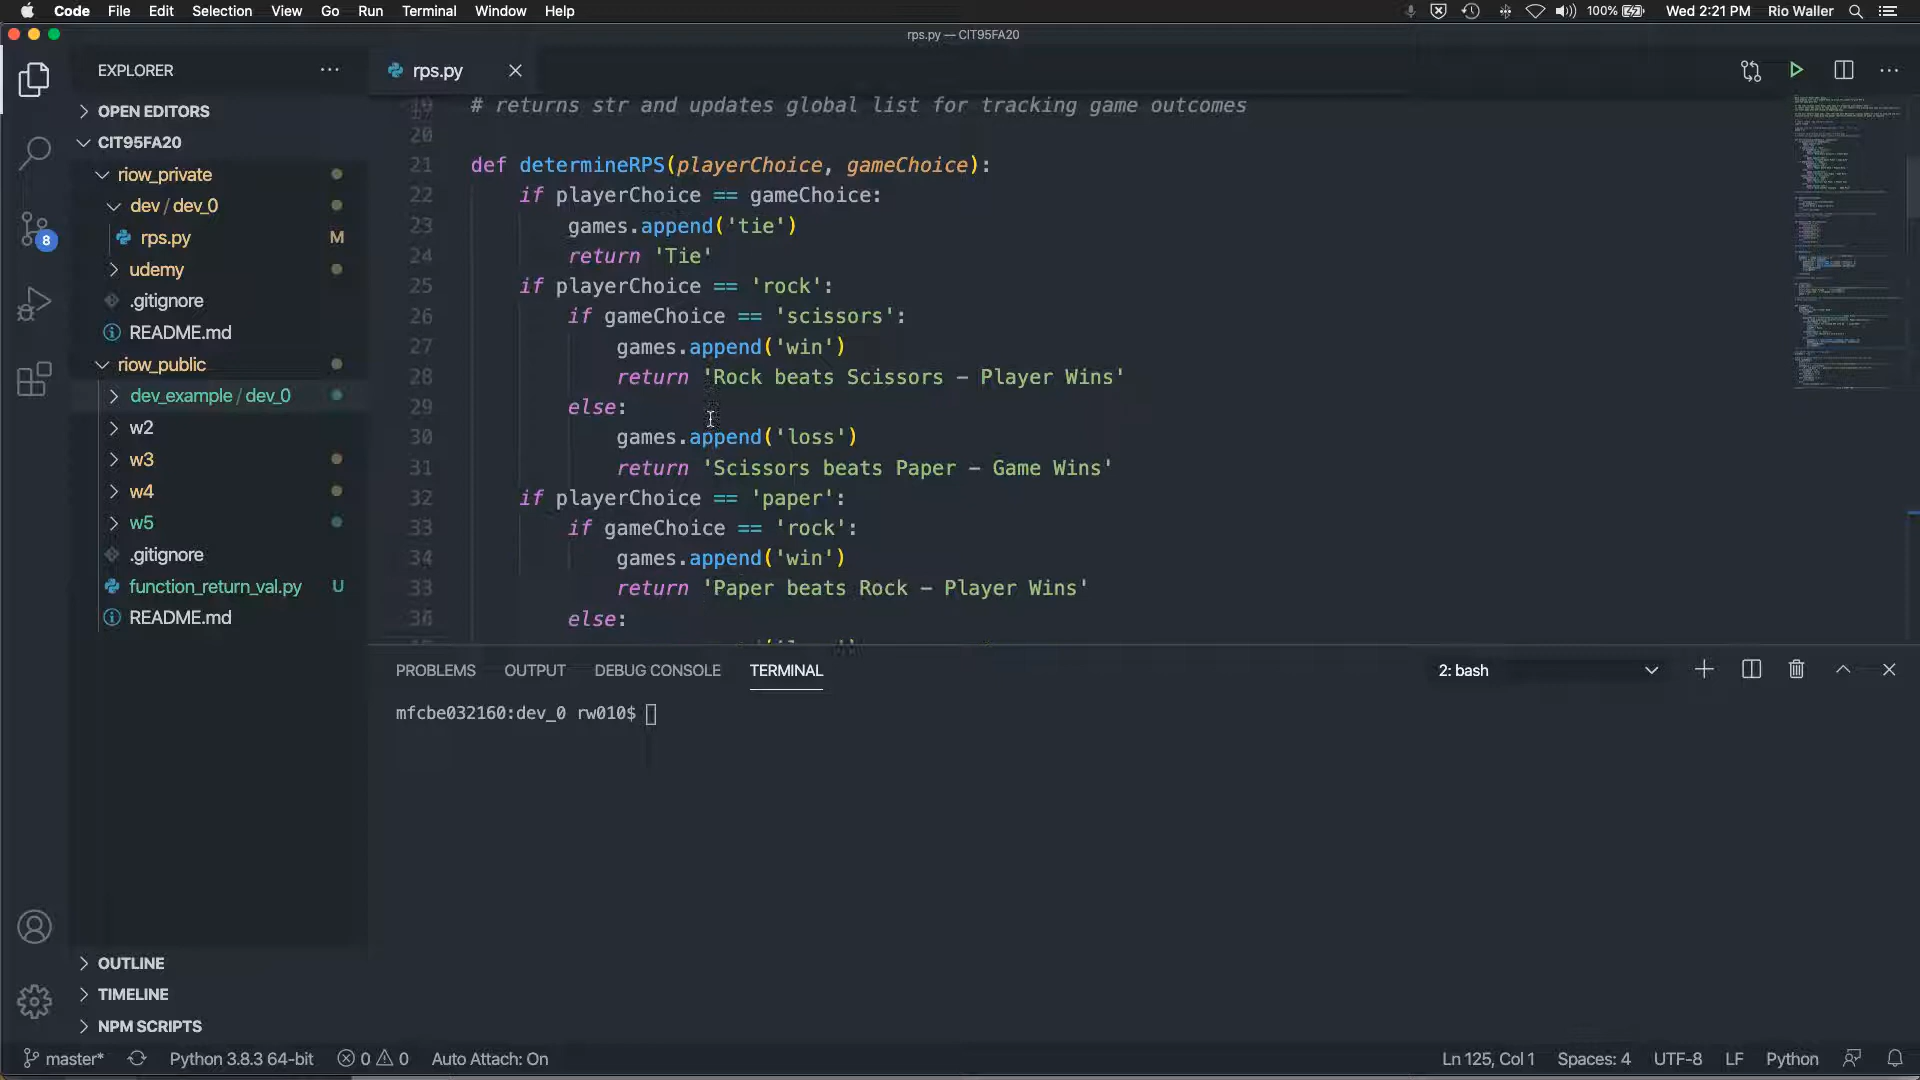 Code File Edit Selection View Go Run Terminal Window Help 100% Wed 2:21 PM Rio Waller
rps.py — CIT95FA20
EXPLORER ···
rps.py
OPEN EDITORS
CIT95FA20
riow_private
dev / dev_0
rps.py M
udemy
.gitignore
README.md
riow_public
dev_example / dev_0
w2
w3
w4
w5
.gitignore
function_return_val.py U
README.md
OUTLINE
TIMELINE
NPM SCRIPTS
8
# returns str and updates global list for tracking game outcomes
20
21 def determineRPS(playerChoice, gameChoice):
22 if playerChoice == gameChoice:
23 games.append('tie')
24 return 'Tie'
25 if playerChoice == 'rock':
26 if gameChoice == 'scissors':
27 games.append('win')
28 return 'Rock beats Scissors – Player Wins'
29 else:
30 games.append('loss')
31 return 'Scissors beats Paper – Game Wins'
32 if playerChoice == 'paper':
33 if gameChoice == 'rock':
34 games.append('win')
return 'Paper beats Rock – Player Wins'
else:
PROBLEMS OUTPUT DEBUG CONSOLE TERMINAL 2: bash
mfcbe032160:dev_0 rw010$
master* Python 3.8.3 64-bit 0 0 Auto Attach: On Ln 125, Col 1 Spaces: 4 UTF-8 LF Python